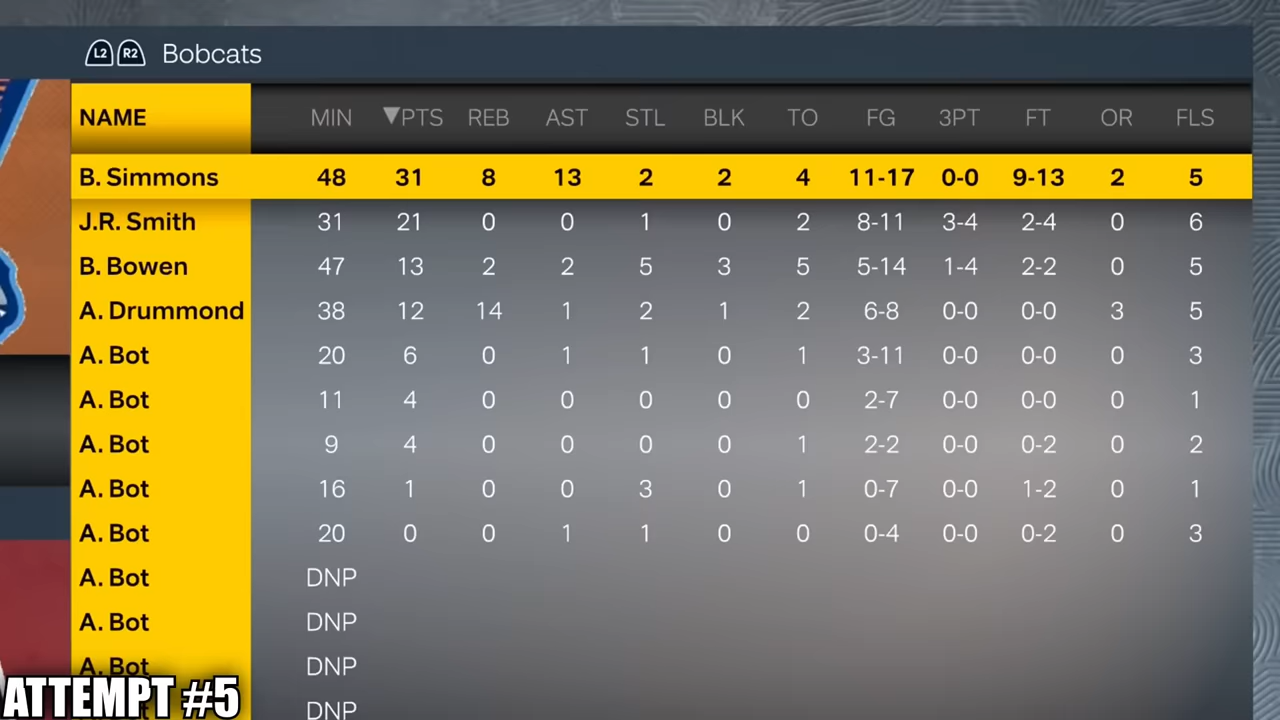 L2 R2 Bobcats
NAME MIN ▼PTS REB AST STL BLK TO FG 3PT FT OR FLS
B. Simmons 48 31 8 13 2 2 4 11-17 0-0 9-13 2 5
J.R. Smith 31 21 0 0 1 0 2 8-11 3-4 2-4 0 6
B. Bowen 47 13 2 2 5 3 5 5-14 1-4 2-2 0 5
A. Drummond 38 12 14 1 2 1 2 6-8 0-0 0-0 3 5
A. Bot 20 6 0 1 1 0 1 3-11 0-0 0-0 0 3
A. Bot 11 4 0 0 0 0 0 2-7 0-0 0-0 0 1
A. Bot 9 4 0 0 0 0 1 2-2 0-0 0-2 0 2
A. Bot 16 1 0 0 3 0 1 0-7 0-0 1-2 0 1
A. Bot 20 0 0 1 1 0 0 0-4 0-0 0-2 0 3
A. Bot DNP
A. Bot DNP
A. Bot DNP
DNP
ATTEMPT #5